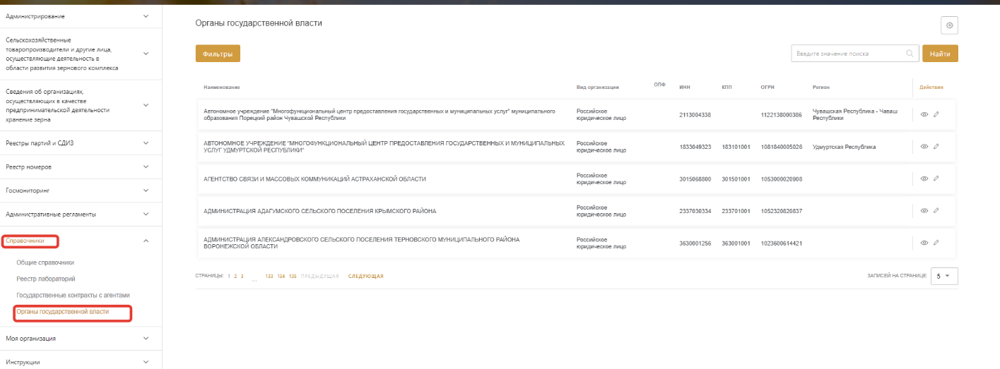 Администрирование
Сельскохозяйственные
товаропроизводители и другие лица,
осуществляющие деятельность в
области развития зернового комплекса
Сведения об организациях,
осуществляющих в качестве
предпринимательской деятельности
хранение зерна
Реестры партий и СДИЗ
Реестр номеров
Госмониторинг
Административные регламенты
Справочники
Общие справочники
Реестр лабораторий
Государственные контракты с агентами
Органы государственной власти
Моя организация
Инструкции
Органы государственной власти
Фильтры
Введите значение поиска
Найти
Наименование Вид организации ОПФ ИНН КПП ОГРН Регион Действия
Автономное учреждение "Многофункциональный центр предоставления государственных и муниципальных услуг" муниципального
образования Порецкий район Чувашской Республики
Российское
юридическое лицо
2113004338 1122138000386
Чувашская Республика - Чаваш
Республики
АВТОНОМНОЕ УЧРЕЖДЕНИЕ "МНОГОФУНКЦИОНАЛЬНЫЙ ЦЕНТР ПРЕДОСТАВЛЕНИЯ ГОСУДАРСТВЕННЫХ И МУНИЦИПАЛЬНЫХ
УСЛУГ УДМУРТСКОЙ РЕСПУБЛИКИ"
Российское
юридическое лицо
1833049323 183101001 1081840005026 Удмуртская Республика
АГЕНТСТВО СВЯЗИ И МАССОВЫХ КОММУНИКАЦИЙ АСТРАХАНСКОЙ ОБЛАСТИ
Российское
юридическое лицо
3015068800 301501001 1053000020908
АДМИНИСТРАЦИЯ АДАГУМСКОГО СЕЛЬСКОГО ПОСЕЛЕНИЯ КРЫМСКОГО РАЙОНА
Российское
юридическое лицо
2337030334 233701001 1052320820837
АДМИНИСТРАЦИЯ АЛЕКСАНДРОВСКОГО СЕЛЬСКОГО ПОСЕЛЕНИЯ ТЕРНОВСКОГО МУНИЦИПАЛЬНОГО РАЙОНА
ВОРОНЕЖСКОЙ ОБЛАСТИ
Российское
юридическое лицо
3630001256 363001001 1023600614421
СТРАНИЦЫ: 1 2 3 ... 133 134 135 ПРЕДЫДУЩАЯ СЛЕДУЮЩАЯ
ЗАПИСЕЙ НА СТРАНИЦЕ: 5